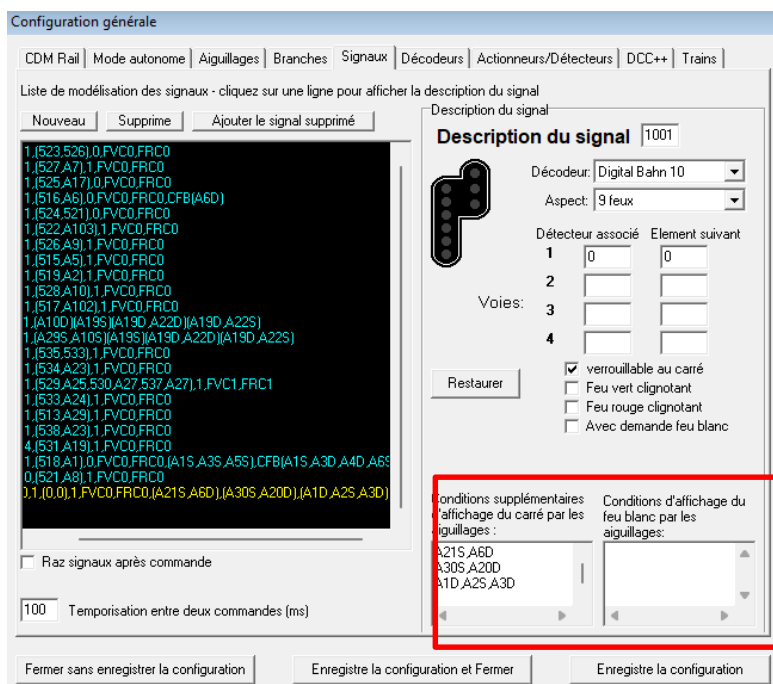 Configuration générale
CDM Rail Mode autonome Aiguillages Branches Signaux Décodeurs Actionneurs/Détecteurs DCC++ Trains
Liste de modélisation des signaux - cliquez sur une ligne pour afficher la description du signal
Nouveau Supprime Ajouter le signal supprimé
1,(523,526),0,FVC0,FRC0
1,(527,A7),1,FVC0,FRC0
1,(525,A17),0,FVC0,FRC0
1,(516,A6),0,FVC0,FRC0,CFB(A6D)
1,(524,521),0,FVC0,FRC0
1,(522,A103),1,FVC0,FRC0
1,(526,A9),1,FVC0,FRC0
1,(515,A5),1,FVC0,FRC0
1,(519,A2),1,FVC0,FRC0
1,(528,A10),1,FVC0,FRC0
1,(517,A102),1,FVC0,FRC0
1,(A10D)(A19S)(A19D,A22D)(A19D,A22S)
1,(A29S,A10S)(A19S)(A19D,A22D)(A19D,A22S)
1,(535,533),1,FVC0,FRC0
1,(534,A23),1,FVC0,FRC0
1,(529,A25,530,A27,537,A27),1,FVC1,FRC1
1,(533,A24),1,FVC0,FRC0
1,(513,A29),1,FVC0,FRC0
1,(538,A23),1,FVC0,FRC0
4,(531,A19),1,FVC0,FRC0
1,(518,A1),0,FVC0,FRC0,(A1S,A3S,A5S),CFB(A1S,A3D,A4D,A6S
0,(521,A8),1,FVC0,FRC0
0,1,(0,0),1,FVC0,FRC0,(A21S,A6D),(A30S,A20D),(A1D,A2S,A3D)
Raz signaux après commande
100 Temporisation entre deux commandes (ms)
Description du signal
Description du signal 1001
Décodeur: Digital Bahn 10
Aspect: 9 feux
Détecteur associé Element suivant
1 0 0
2
Voies:
3
4
Restaurer
verrouillable au carré
Feu vert clignotant
Feu rouge clignotant
Avec demande feu blanc
Conditions supplémentaires
d'affichage du carré par les
aiguillages :
A21S,A6D
A30S,A20D
A1D,A2S,A3D
Conditions d'affichage du
feu blanc par les
aiguillages:
Fermer sans enregistrer la configuration Enregistre la configuration et Fermer Enregistre la configuration